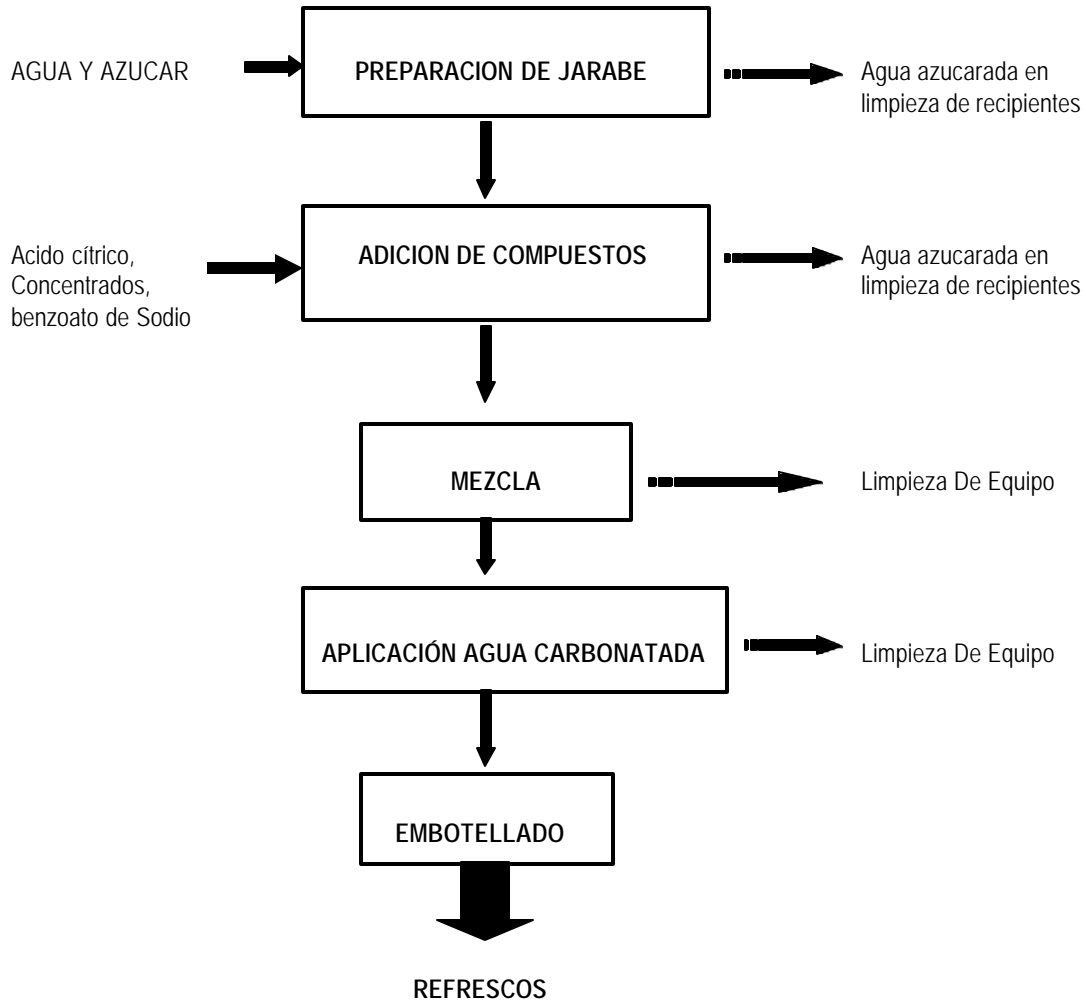 AGUA Y AZUCAR
PREPARACION DE JARABE
Agua azucarada en
limpieza de recipientes
Acido cítrico,
Concentrados,
benzoato de Sodio
ADICION DE COMPUESTOS
Agua azucarada en
limpieza de recipientes
MEZCLA
Limpieza De Equipo
APLICACIÓN AGUA CARBONATADA
Limpieza De Equipo
EMBOTELLADO
REFRESCOS